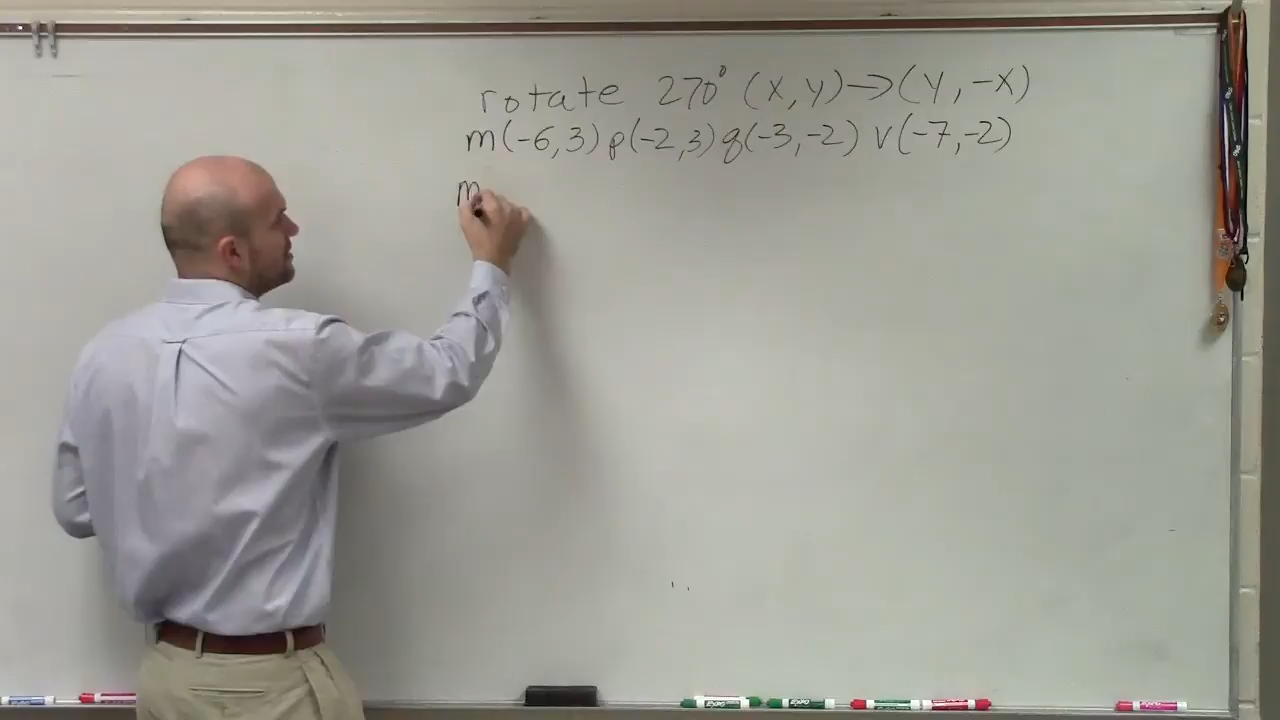 rotate 270° (x,y)→(y,-x)
m(-6,3) p(-2,3) q(-3,-2) v(-7,-2)
m